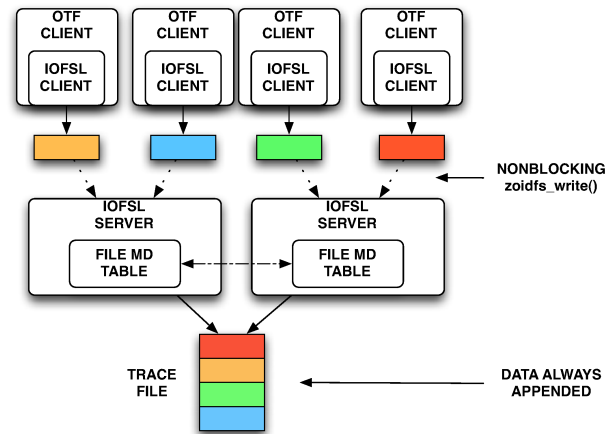 OTF
CLIENT
IOFSL
CLIENT
OTF
CLIENT
IOFSL
CLIENT
OTF
CLIENT
IOFSL
CLIENT
OTF
CLIENT
IOFSL
CLIENT
NONBLOCKING
zoidfs_write()
IOFSL
SERVER
FILE MD
TABLE
IOFSL
SERVER
FILE MD
TABLE
TRACE
FILE
DATA ALWAYS
APPENDED